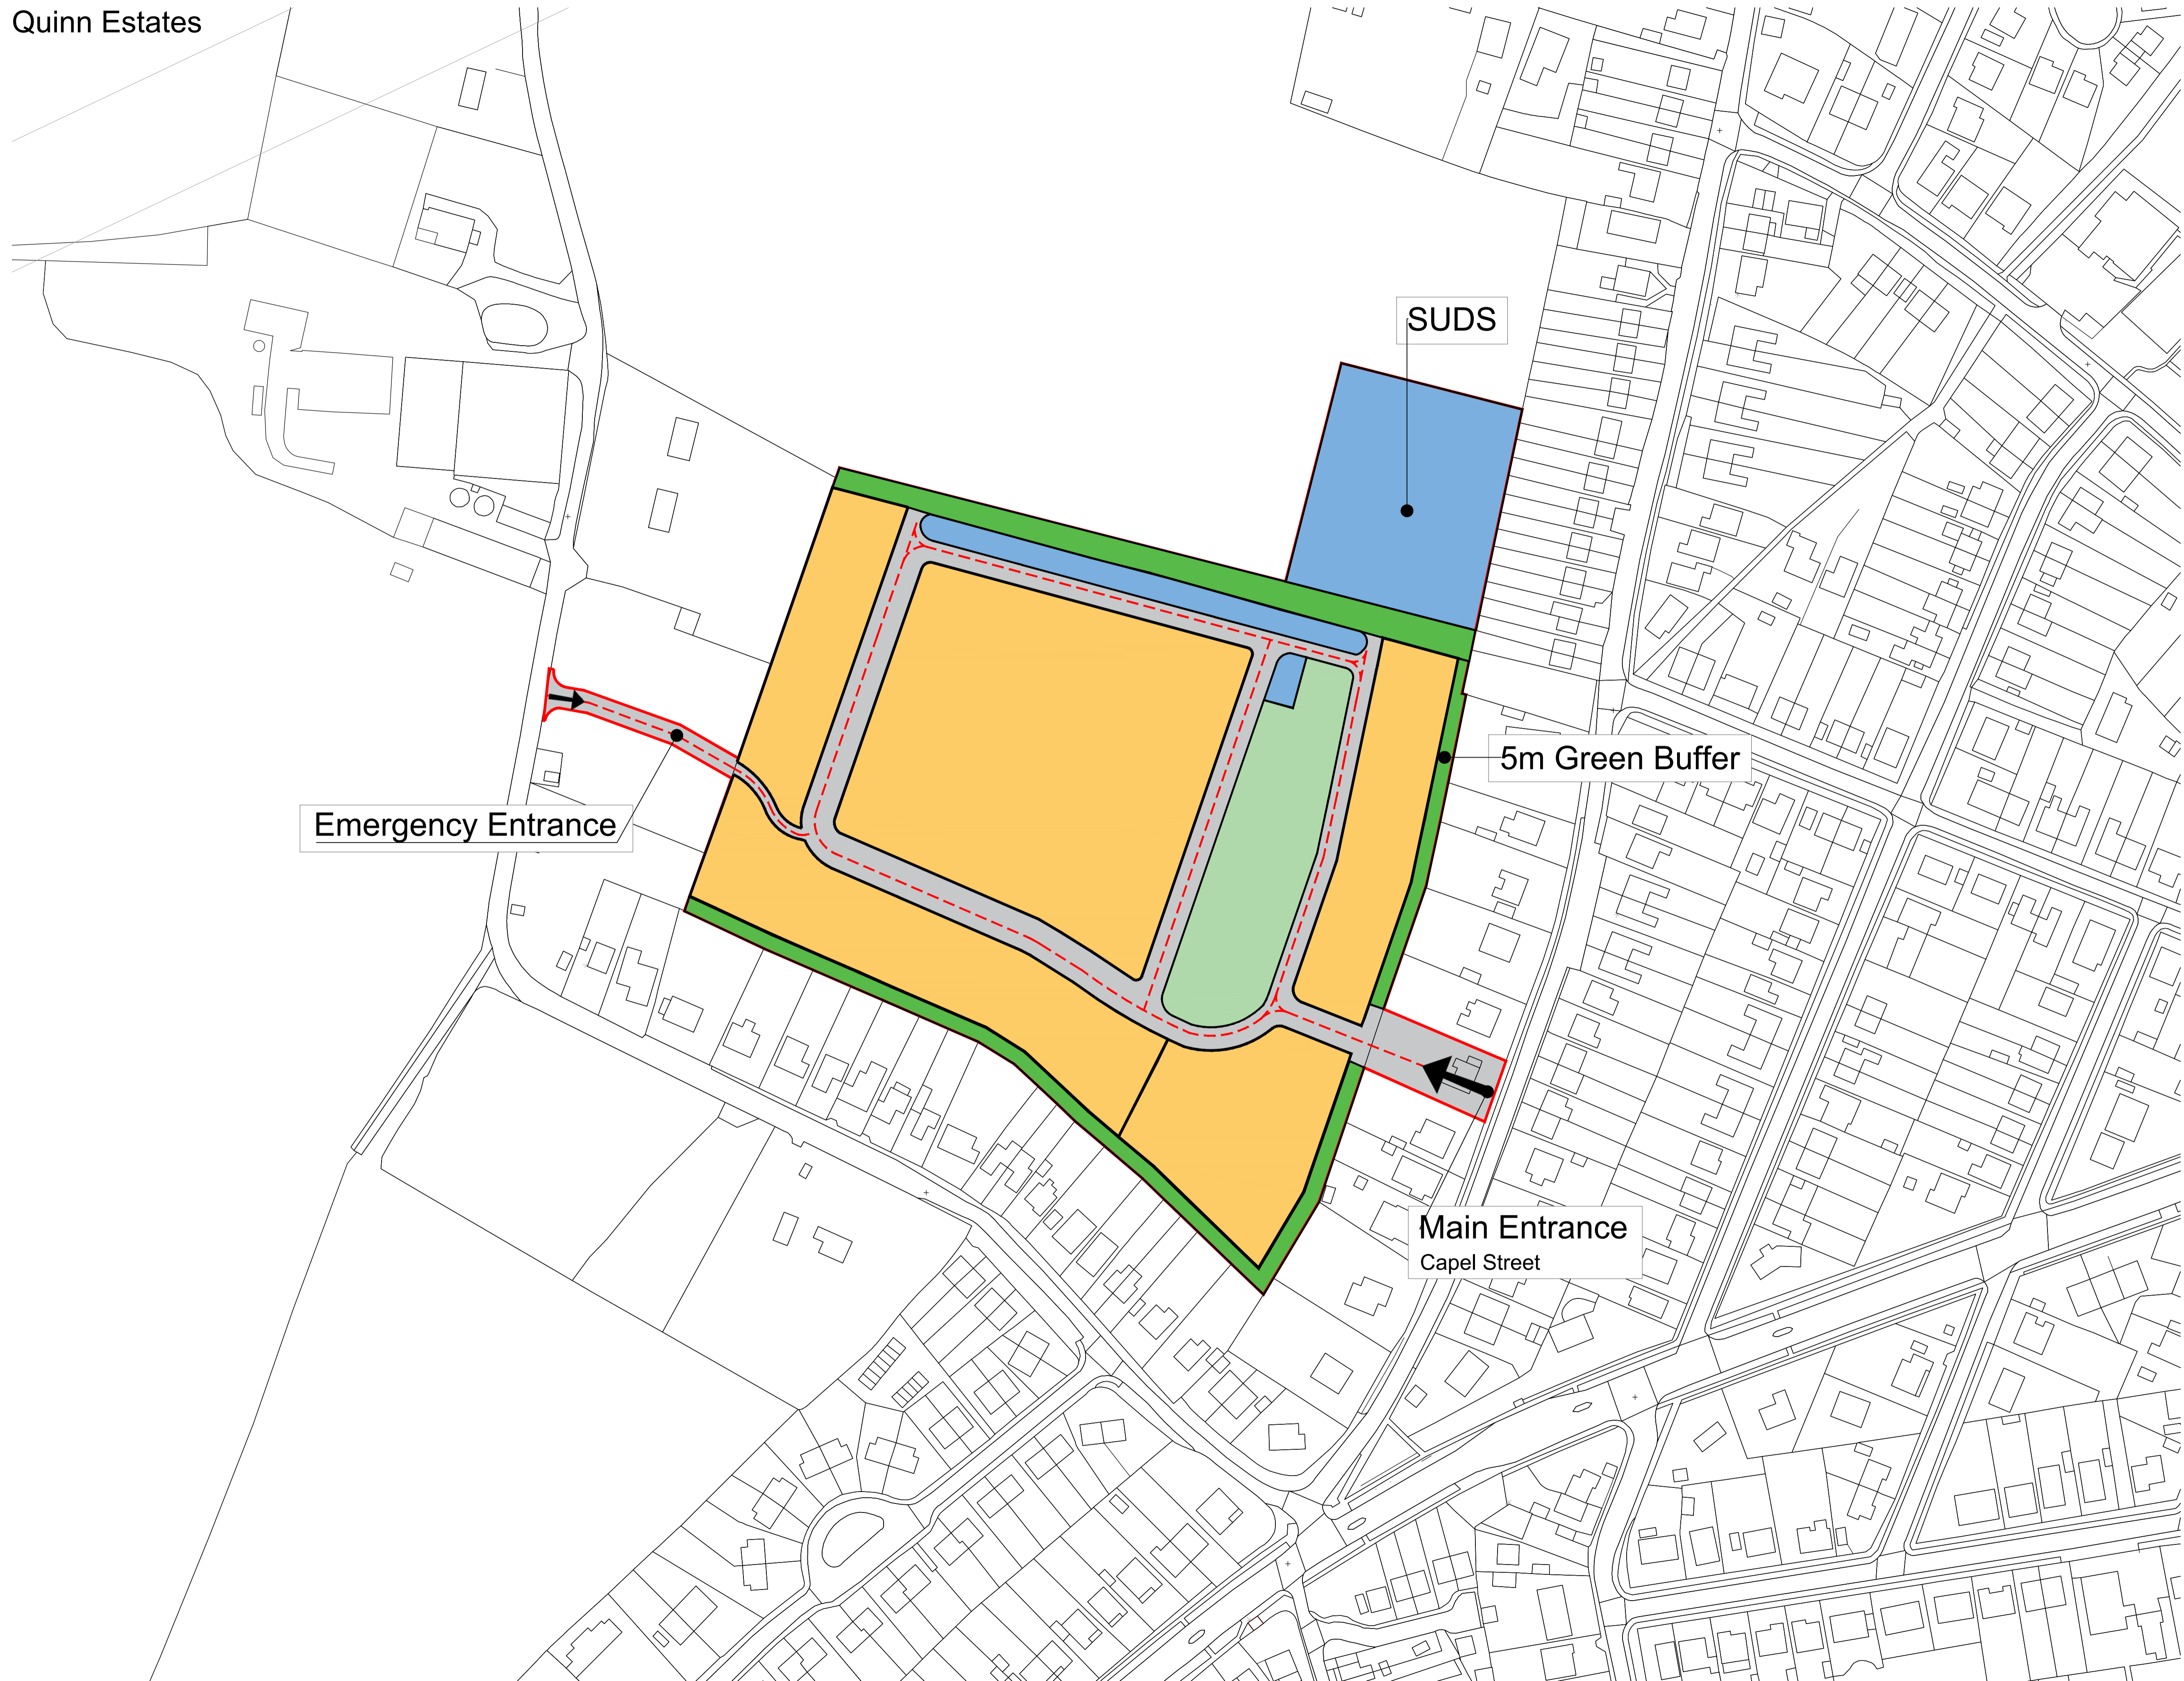 Quinn Estates
SUDS
5m Green Buffer
Emergency Entrance
Main Entrance
Capel Street